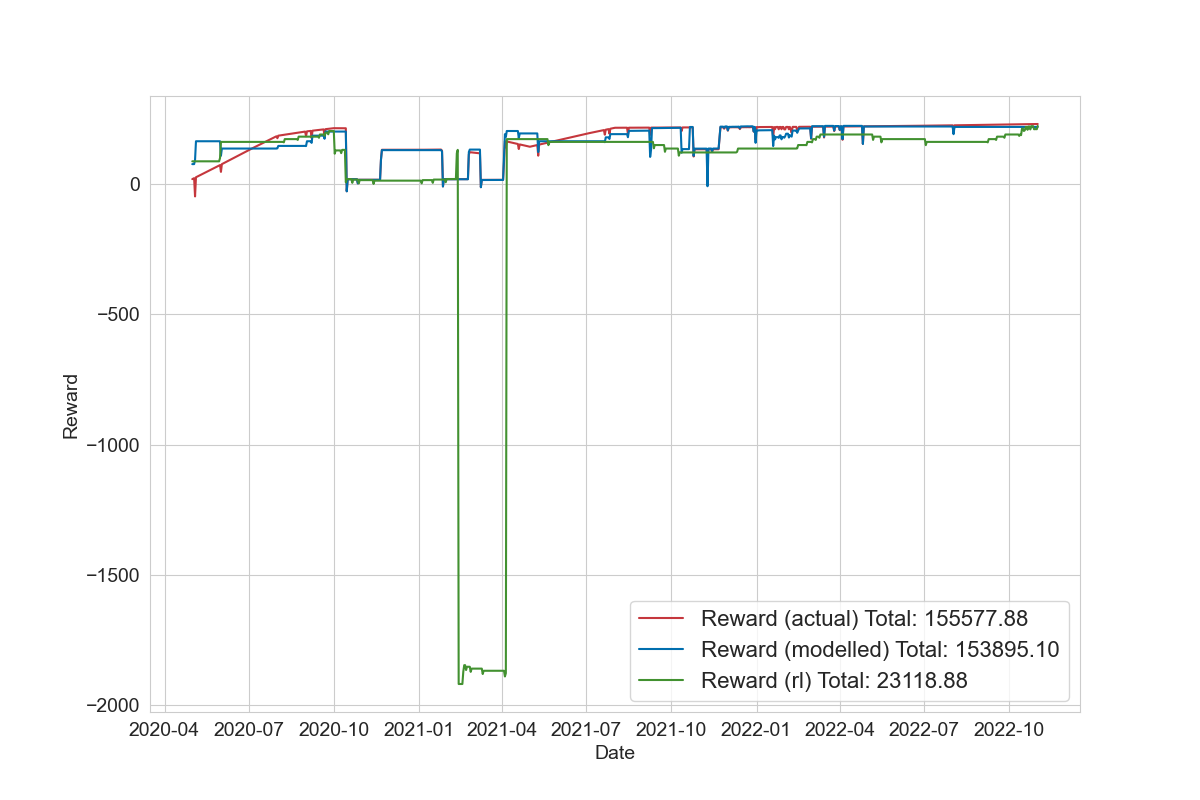 0
−500
−1000
−1500
−2000
Reward
Reward (actual) Total: 155577.88
Reward (modelled) Total: 153895.10
Reward (rl) Total: 23118.88
2020-04 2020-07 2020-10 2021-01 2021-04 2021-07 2021-10 2022-01 2022-04 2022-07 2022-10
Date